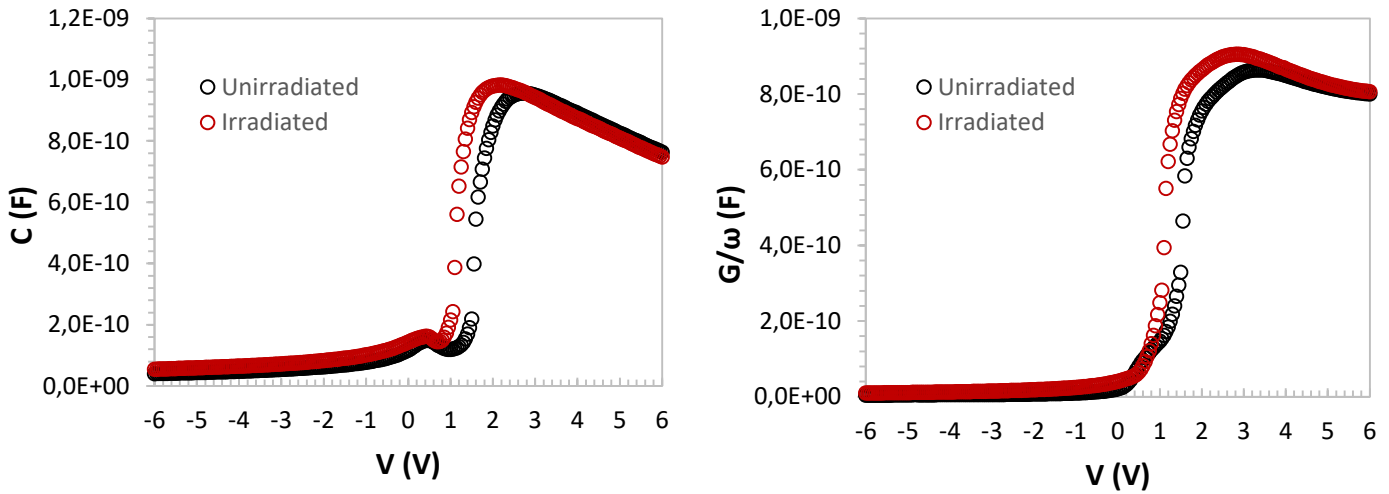 1,2E-09
1,0E-09
8,0E-10
6,0E-10
4,0E-10
2,0E-10
0,0E+00
C (F)
Unirradiated
Irradiated
-6 -5 -4 -3 -2 -1 0 1 2 3 4 5 6
V (V)
1,0E-09
8,0E-10
6,0E-10
4,0E-10
2,0E-10
0,0E+00
G/ω (F)
Unirradiated
Irradiated
-6 -5 -4 -3 -2 -1 0 1 2 3 4 5 6
V (V)